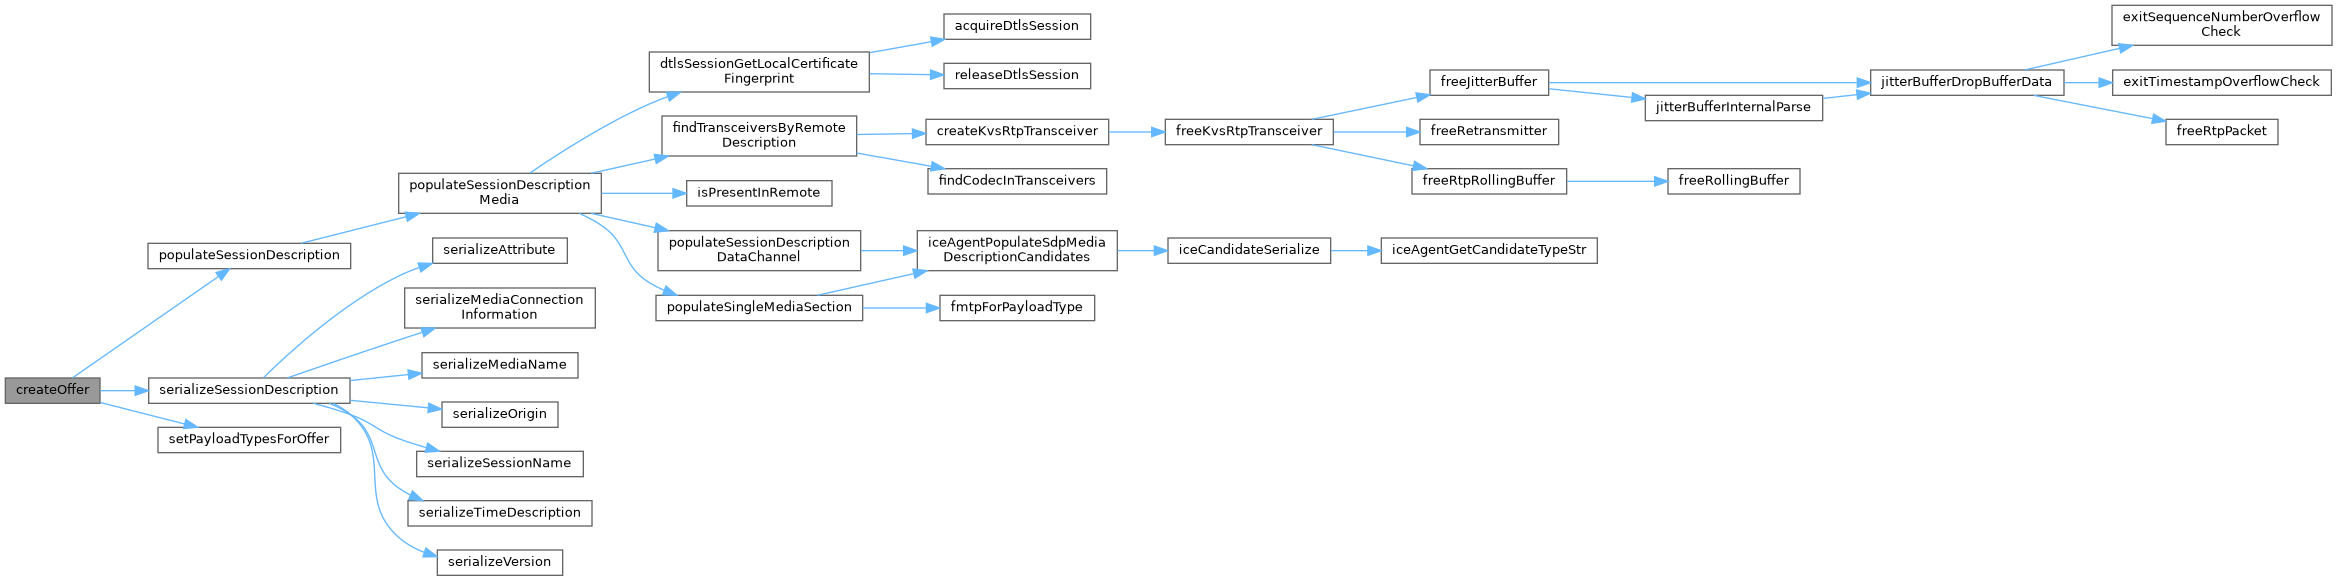 createOffer
populateSessionDescription
serializeSessionDescription
setPayloadTypesForOffer
populateSessionDescription
Media
serializeAttribute
serializeMediaConnection
Information
serializeMediaName
serializeOrigin
serializeSessionName
serializeTimeDescription
serializeVersion
dtlsSessionGetLocalCertificate
Fingerprint
findTransceiversByRemote
Description
isPresentInRemote
populateSessionDescription
DataChannel
populateSingleMediaSection
acquireDtlsSession
releaseDtlsSession
createKvsRtpTransceiver
findCodecInTransceivers
iceAgentPopulateSdpMedia
DescriptionCandidates
fmtpForPayloadType
freeKvsRtpTransceiver
iceCandidateSerialize
freeJitterBuffer
freeRetransmitter
freeRtpRollingBuffer
iceAgentGetCandidateTypeStr
jitterBufferInternalParse
freeRollingBuffer
jitterBufferDropBufferData
exitSequenceNumberOverflow
Check
exitTimestampOverflowCheck
freeRtpPacket